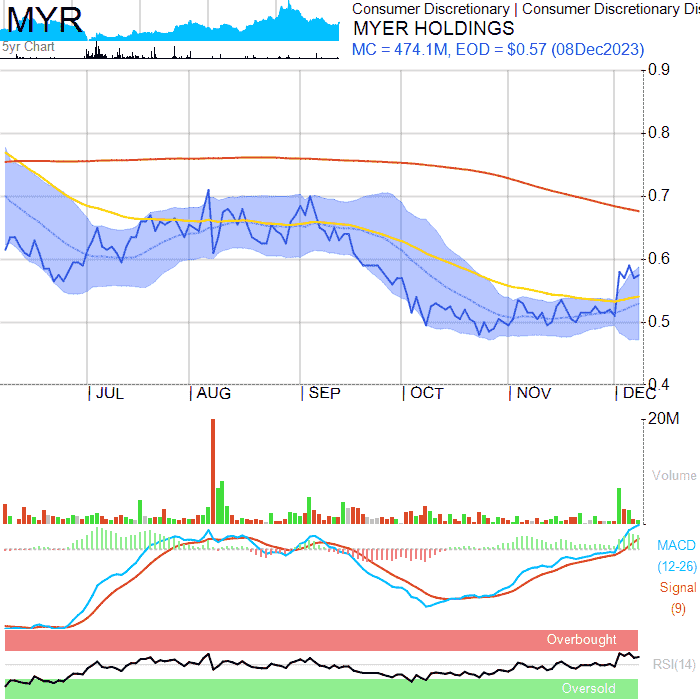 MYR
5yr Chart
Consumer Discretionary | Consumer Discretionary Dis
MYER HOLDINGS
MC = 474.1M, EOD = $0.57 (08Dec2023)
0.9
0.8
0.7
0.6
0.5
0.4
JUL
AUG
SEP
OCT
NOV
DEC
20M
Volume
MACD
(12-26)
Signal
(9)
Overbought
RSI(14)
Oversold